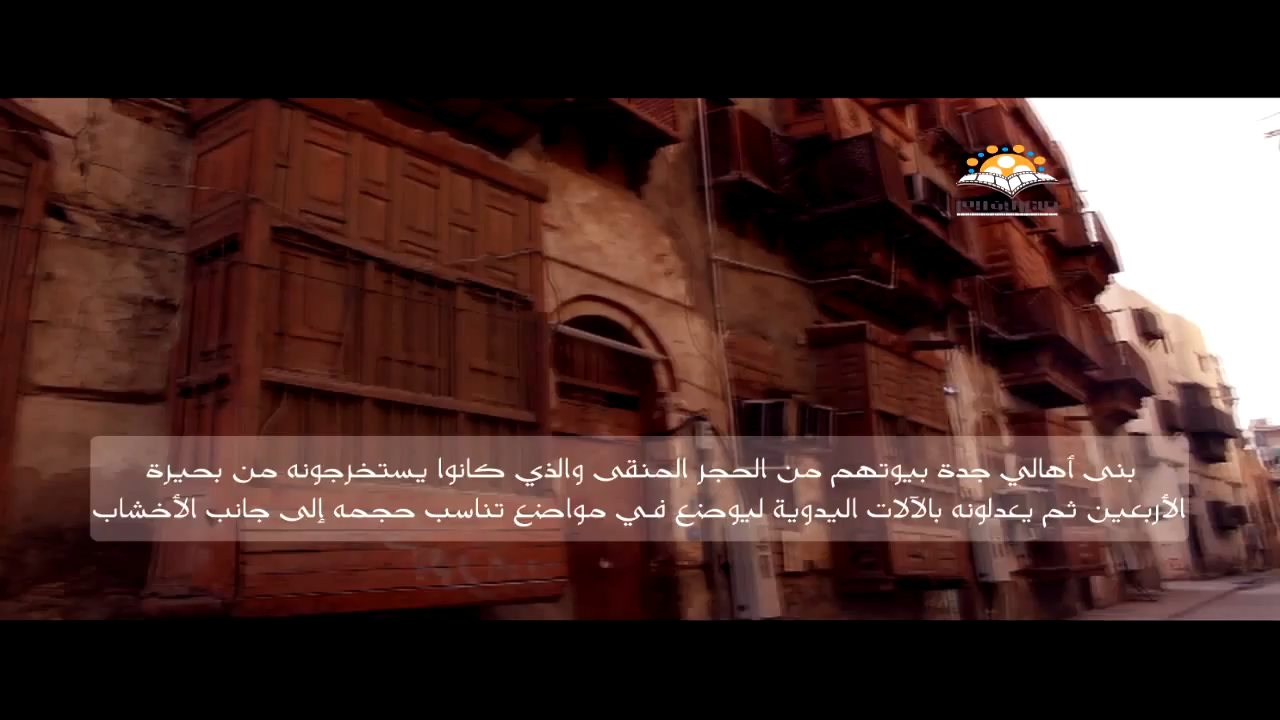 بنى أهالي جدة بيوتهم من الحجر المنقى والذي كانوا يستخرجونه من بحيرة
الأربعين ثم يعدلونه بالآلات اليدوية ليوضع في مواضع تناسب حجمه إلى جانب الأخشاب